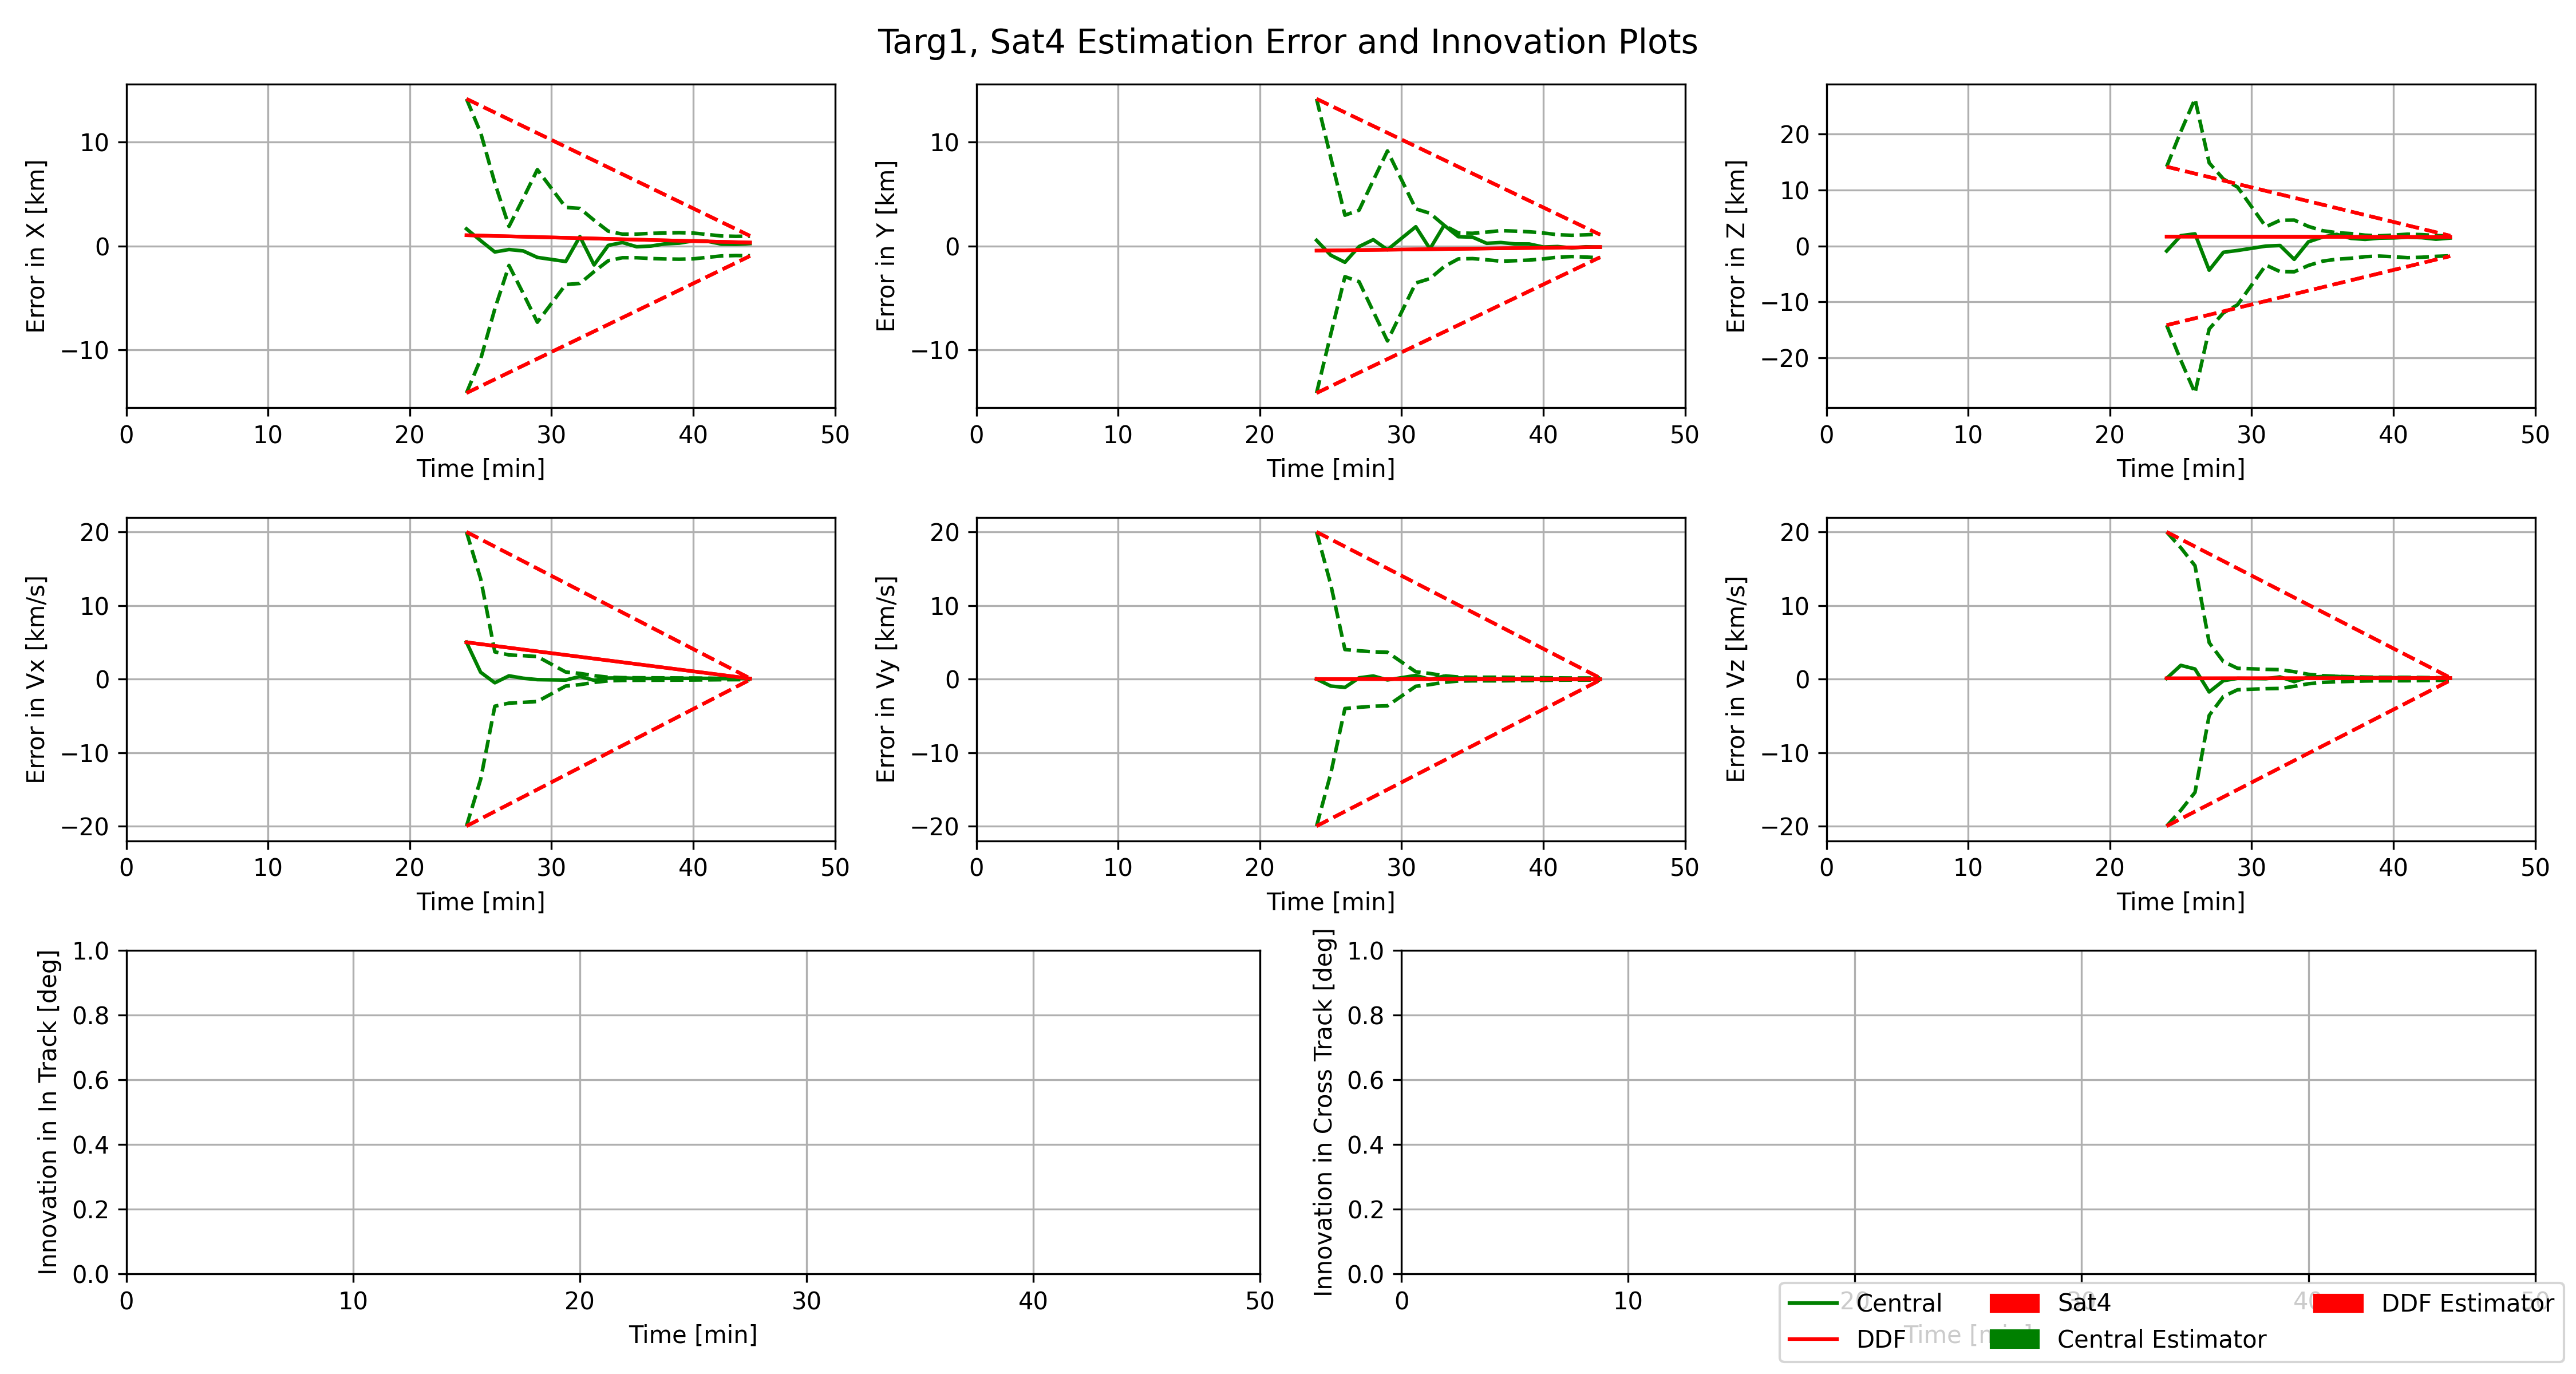 Targ1, Sat4 Estimation Error and Innovation Plots
Error in X [km]
10
0
−10
0 10 20 30 40 50
Time [min]
Error in Y [km]
10
0
−10
0 10 20 30 40 50
Time [min]
Error in Z [km]
20
10
0
−10
−20
0 10 20 30 40 50
Time [min]
Error in Vx [km/s]
20
10
0
−10
−20
0 10 20 30 40 50
Time [min]
Error in Vy [km/s]
20
10
0
−10
−20
0 10 20 30 40 50
Time [min]
Error in Vz [km/s]
20
10
0
−10
−20
0 10 20 30 40 50
Time [min]
Innovation in In Track [deg]
1.0
0.8
0.6
0.4
0.2
0.0
0 10 20 30 40 50
Time [min]
Innovation in Cross Track [deg]
1.0
0.8
0.6
0.4
0.2
0.0
0 10 20 40 50
Time [min]
Central
DDF
Sat4
Central Estimator
DDF Estimator